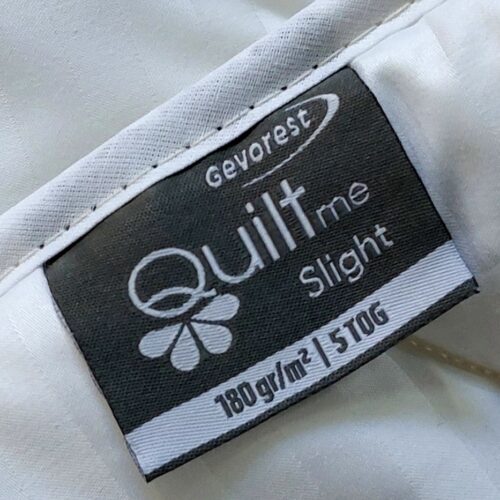 Gevorest
Quilt me
Slight
180 gr/m² | 5 TOG